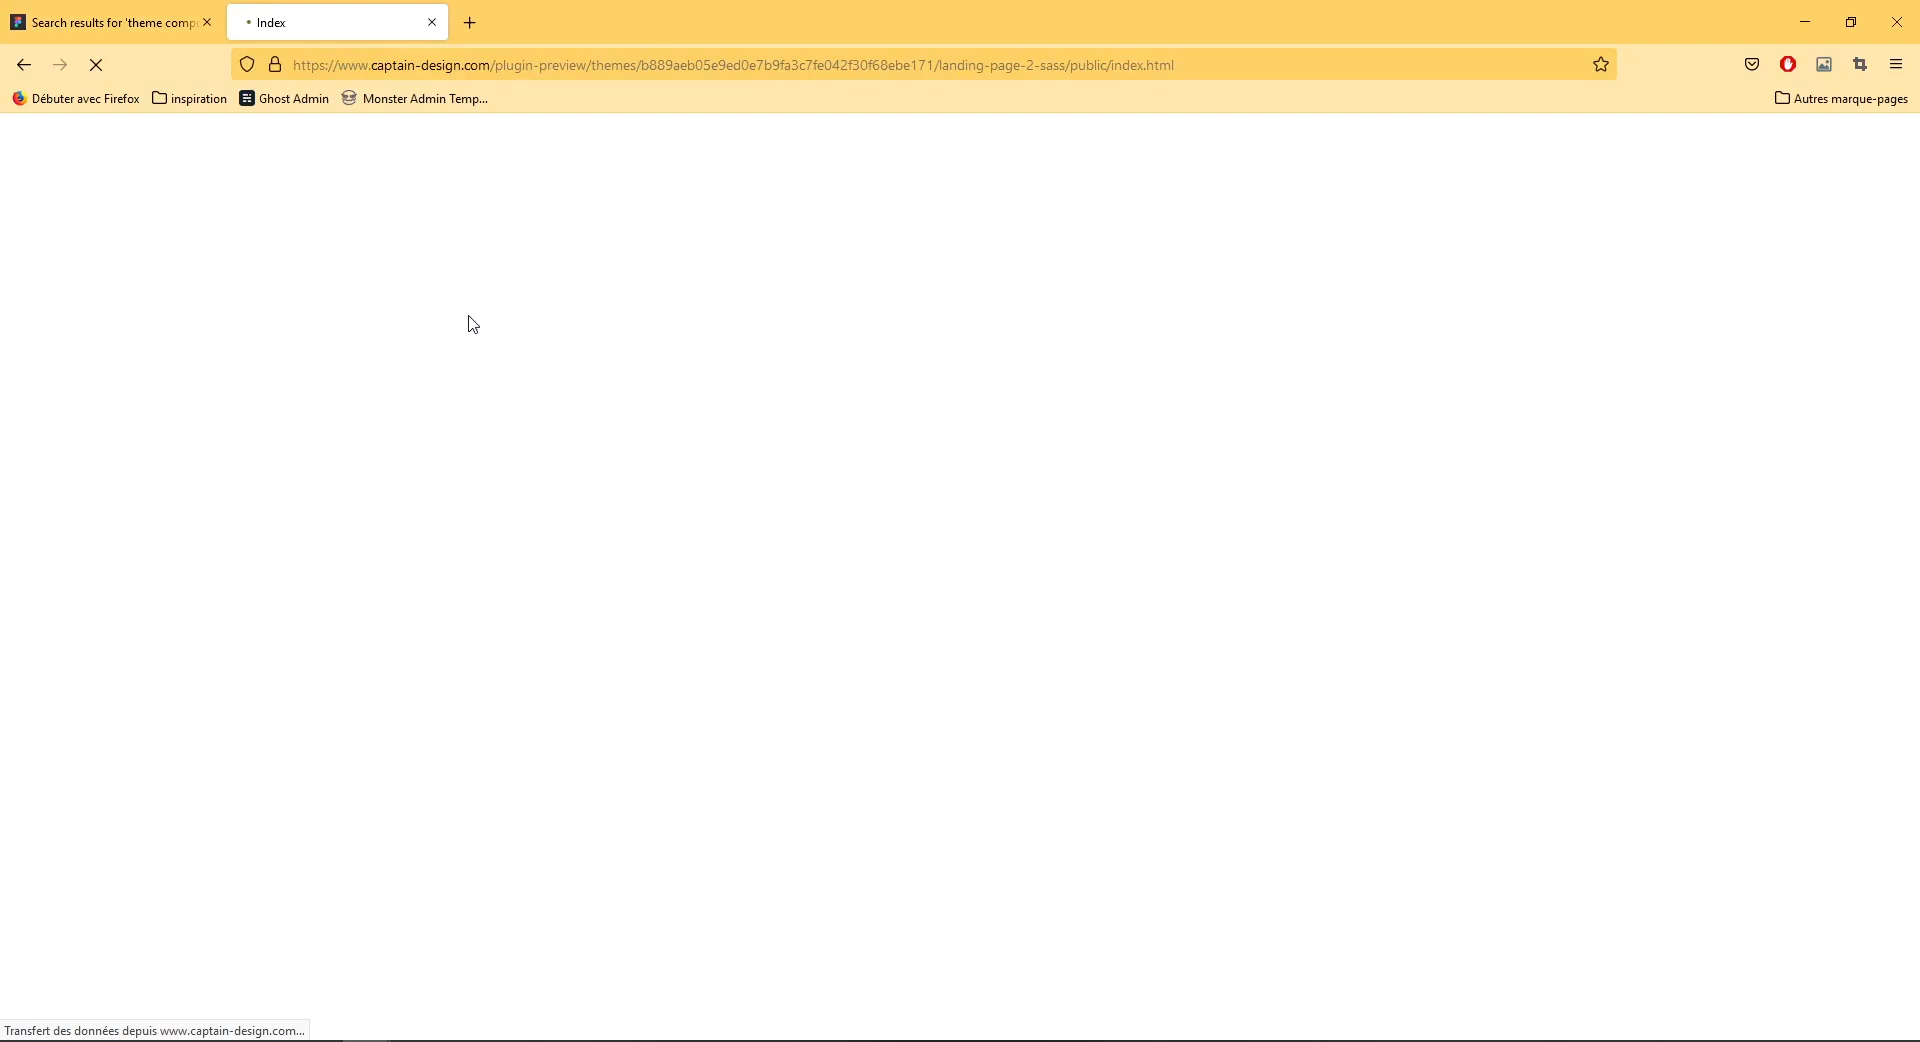 Search results for 'theme comp
Index
https://www.captain-design.com/plugin-preview/themes/b889aeb05e9ed0e7b9fa3c7fe042f30f68ebe171/landing-page-2-sass/public/index.html
Débuter avec Firefox inspiration Ghost Admin Monster Admin Temp... Autres marque-pages
Transfert des données depuis www.captain-design.com...